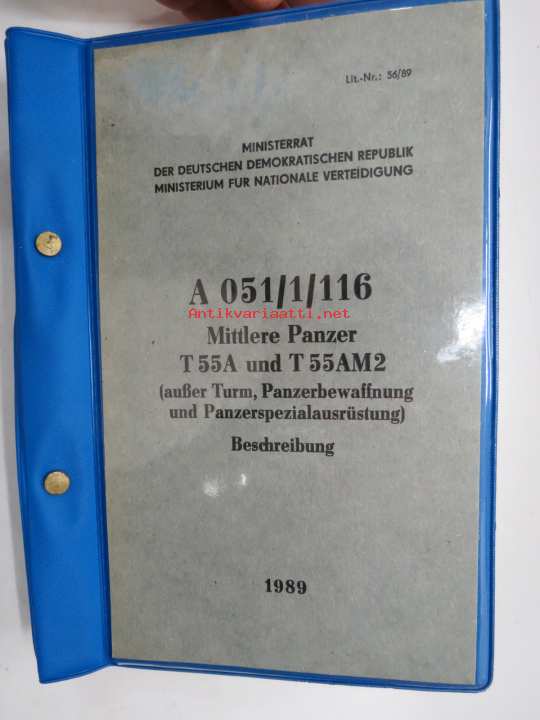 Lit.-Nr.: 56/89
MINISTERRAT
DER DEUTSCHEN DEMOKRATISCHEN REPUBLIK
MINISTERIUM FUR NATIONALE VERTEIDIGUNG
A 051/1/116
Antikvariaatti.net
Mittlere Panzer
T 55A und T 55AM2
(außer Turm, Panzerbewaffnung
und Panzerspezialausrüstung)
Beschreibung
1989